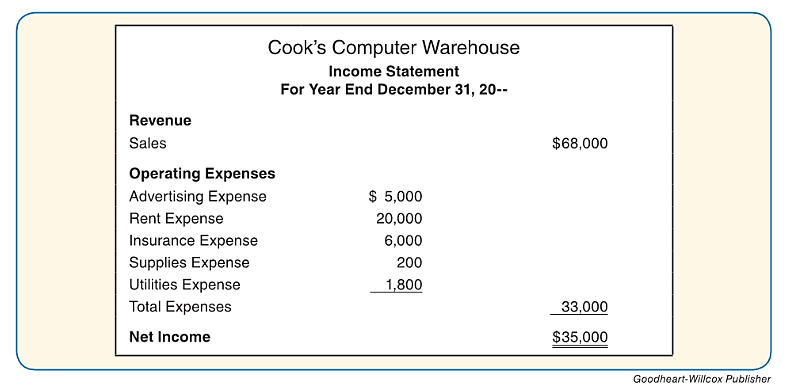 Cook's Computer Warehouse
Income Statement
For Year End December 31, 20--
Revenue
Sales $68,000
Operating Expenses
Advertising Expense $ 5,000
Rent Expense 20,000
Insurance Expense 6,000
Supplies Expense 200
Utilities Expense 1,800
Total Expenses 33,000
Net Income $35,000
Goodheart-Willcox Publisher